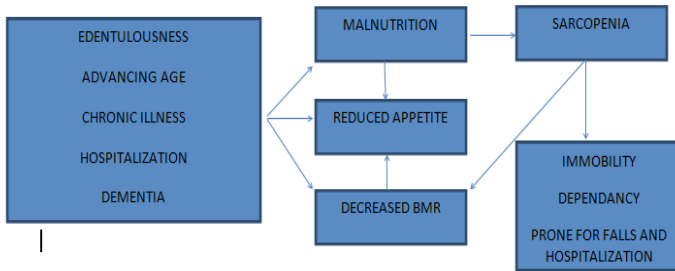 EDENTULOUSNESS
ADVANCING AGE
CHRONIC ILLNESS
HOSPITALIZATION
DEMENTIA
MALNUTRITION
REDUCED APPETITE
DECREASED BMR
SARCOPENIA
IMMOBILITY
DEPENDANCY
PRONE FOR FALLS AND
HOSPITALIZATION